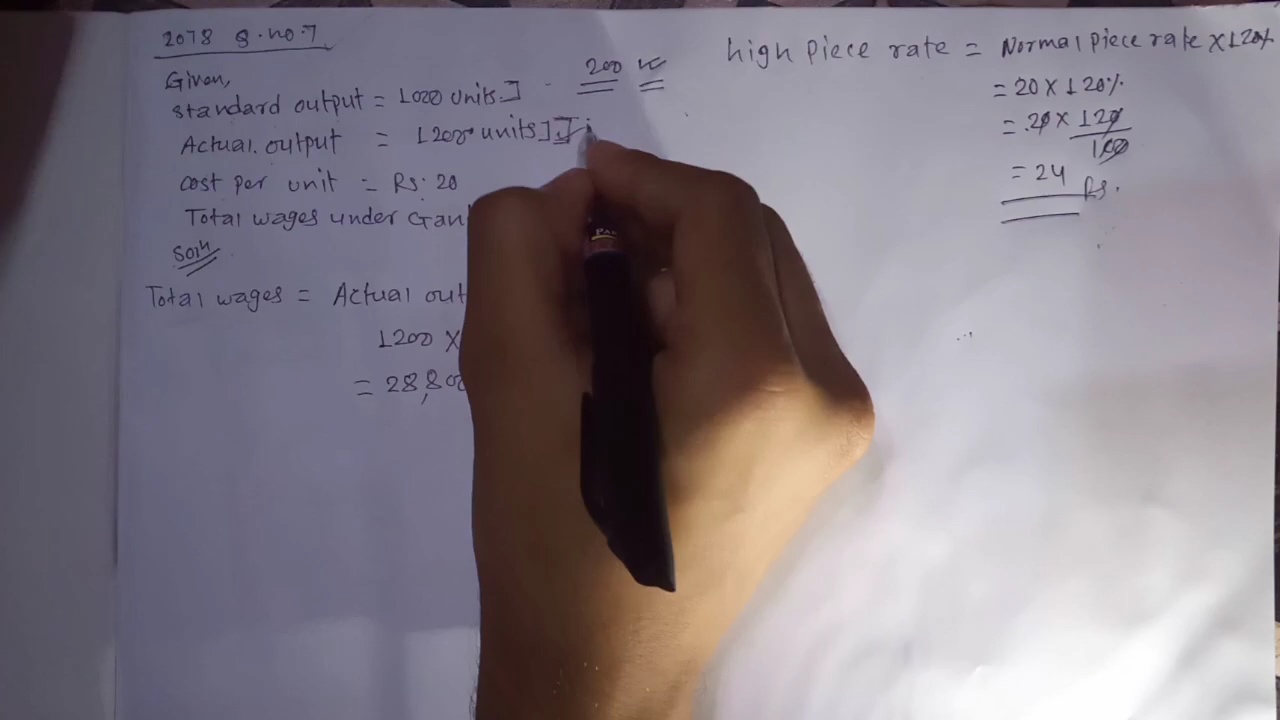 2078 Q.no.7
Given,
Standard output = 1000 units.] 200
Actual output = 1200 units]
cost per unit = Rs. 20
Total wages under Gan
Soln
Total wages = Actual out
1200 ×
= 28,80
high piece rate = Normal piece rate × 120%
= 20 × 120%
= 20 × 120
100
= 24 Rs.